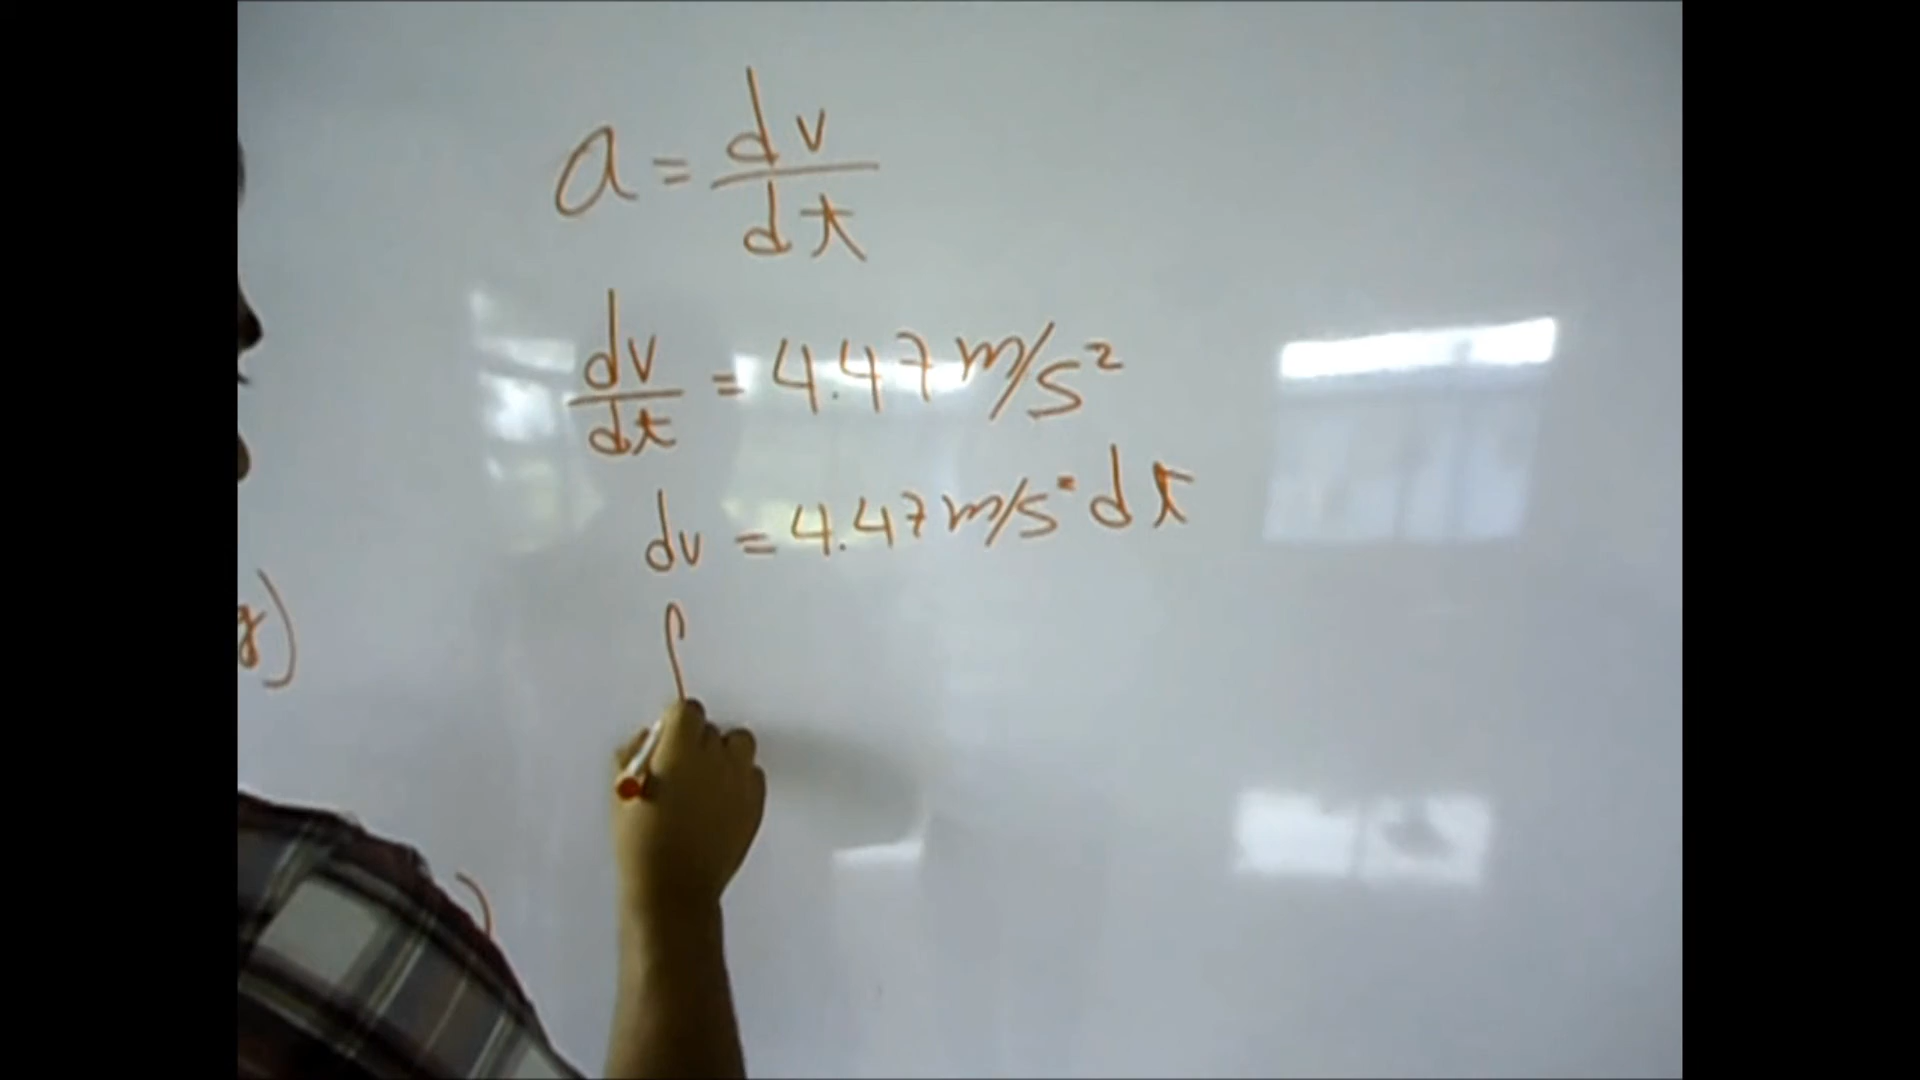 a = dv/dt
dv/dt = 4.47 m/s²
dv = 4.47 m/s² dt
∫
)